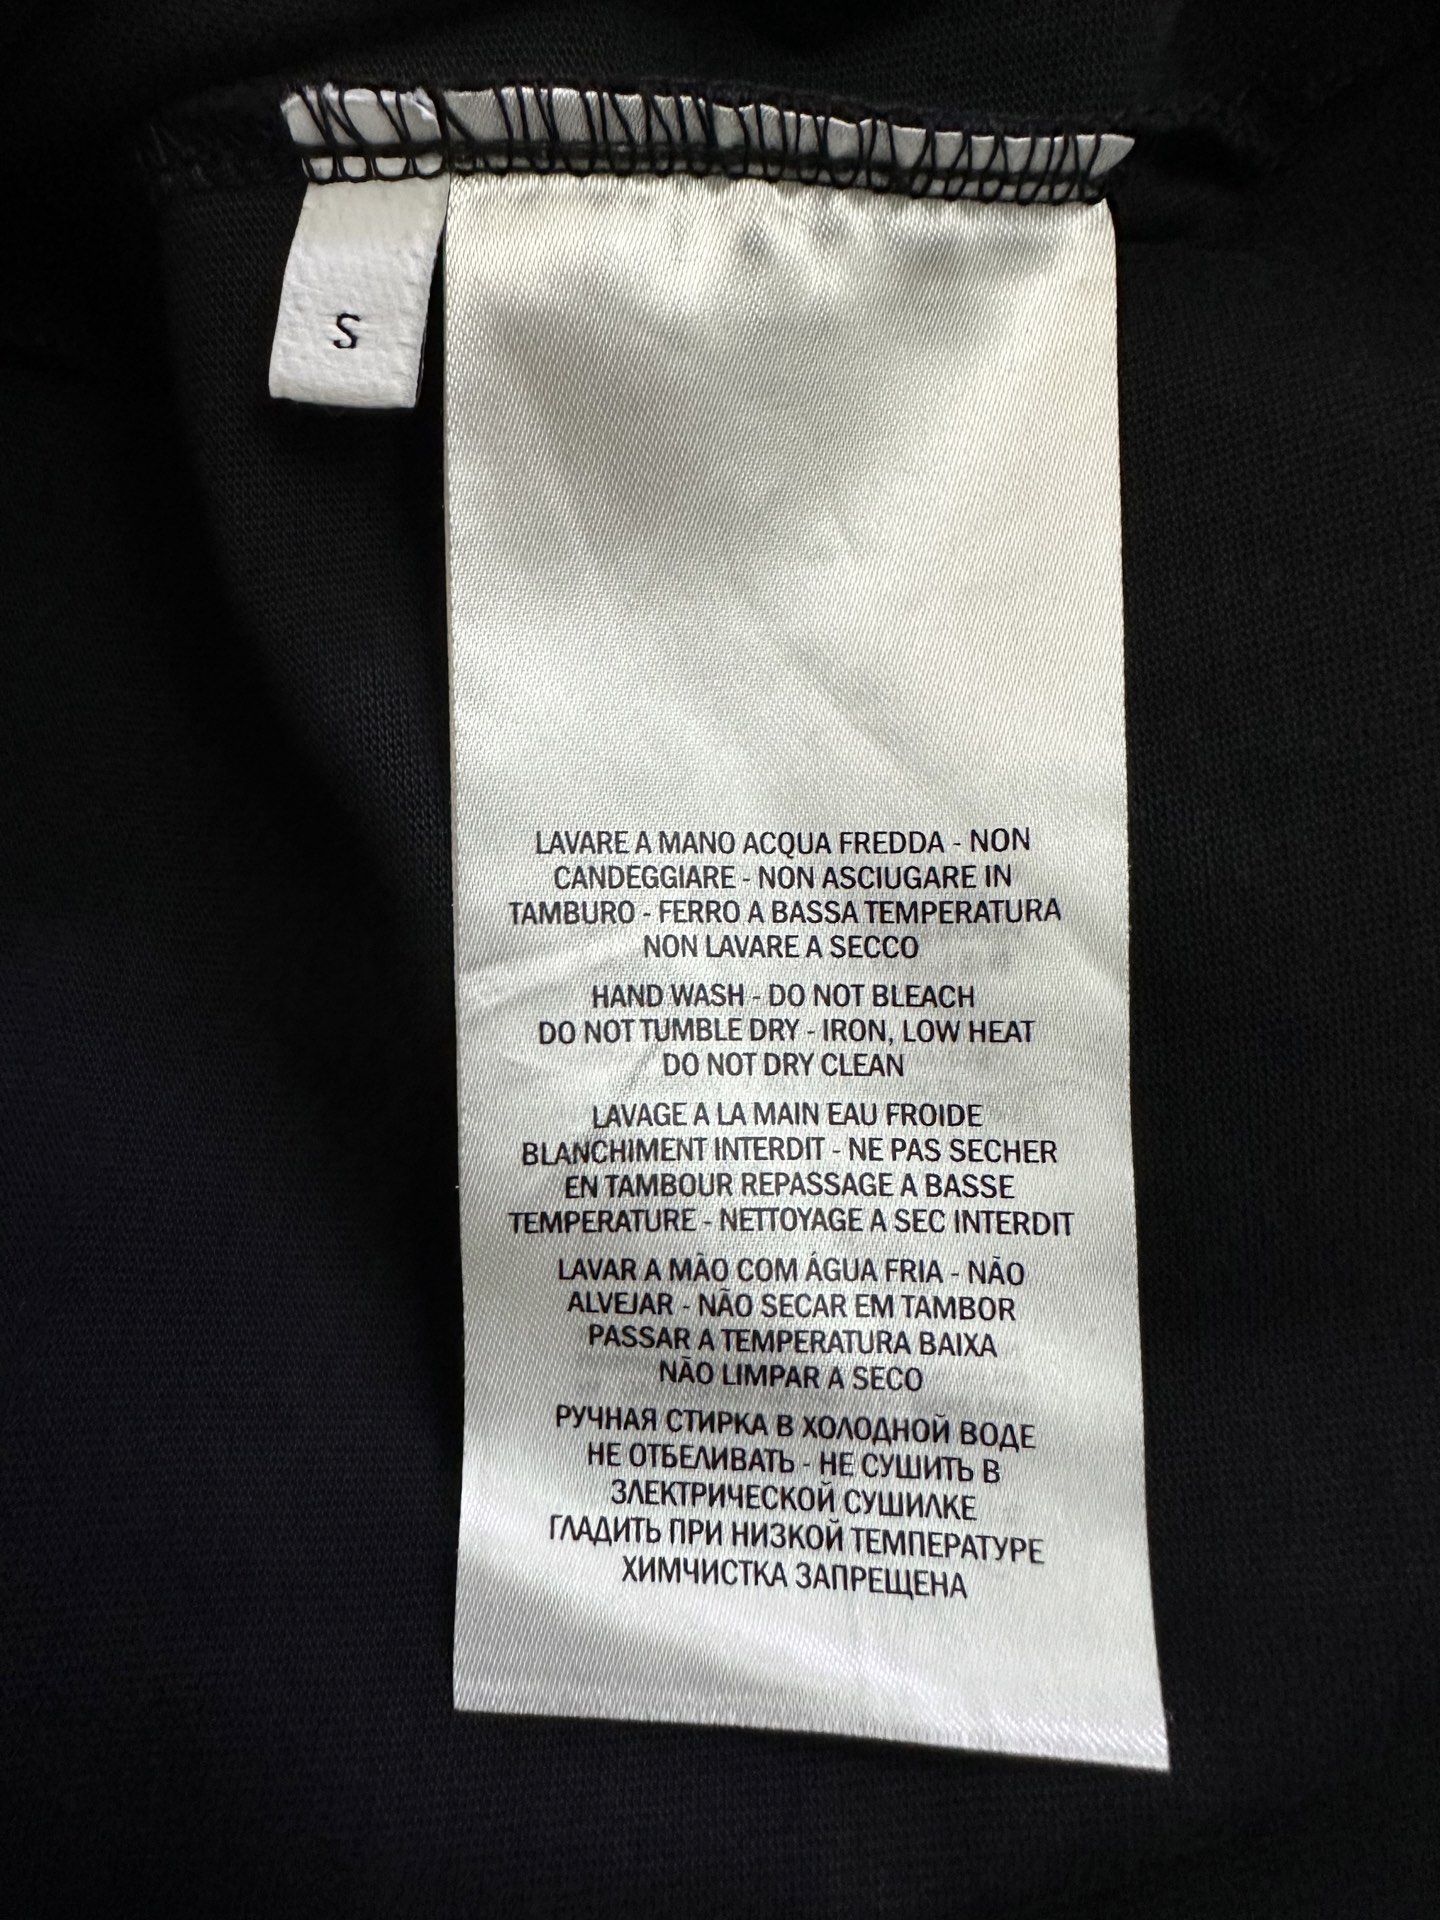 S
LAVARE A MANO ACQUA FREDDA - NON
CANDEGGIARE - NON ASCIUGARE IN
TAMBURO - FERRO A BASSA TEMPERATURA
NON LAVARE A SECCO
HAND WASH - DO NOT BLEACH
DO NOT TUMBLE DRY - IRON, LOW HEAT
DO NOT DRY CLEAN
LAVAGE A LA MAIN EAU FROIDE
BLANCHIMENT INTERDIT - NE PAS SECHER
EN TAMBOUR REPASSAGE A BASSE
TEMPERATURE - NETTOYAGE A SEC INTERDIT
LAVAR A MÃO COM ÁGUA FRIA - NÃO
ALVEJAR - NÃO SECAR EM TAMBOR
PASSAR A TEMPERATURA BAIXA
NÃO LIMPAR A SECO
РУЧНАЯ СТИРКА В ХОЛОДНОЙ ВОДЕ
НЕ ОТБЕЛИВАТЬ - НЕ СУШИТЬ В
ЗЛЕКТРИЧЕСКОЙ СУШИЛКЕ
ГЛАДИТЬ ПРИ НИЗКОЙ ТЕМПЕРАТУРЕ
ХИМЧИСТКА ЗАПРЕЩЕНА